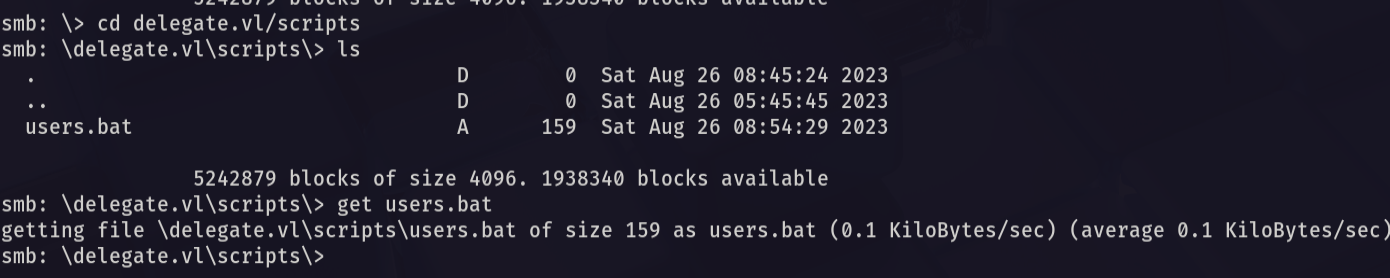 5242879 blocks of size 4096. 1938340 blocks available
smb: \> cd delegate.vl/scripts
smb: \delegate.vl\scripts\> ls
. D 0 Sat Aug 26 08:45:24 2023
.. D 0 Sat Aug 26 05:45:45 2023
users.bat A 159 Sat Aug 26 08:54:29 2023
5242879 blocks of size 4096. 1938340 blocks available
smb: \delegate.vl\scripts\> get users.bat
getting file \delegate.vl\scripts\users.bat of size 159 as users.bat (0.1 KiloBytes/sec) (average 0.1 KiloBytes/sec)
smb: \delegate.vl\scripts\>